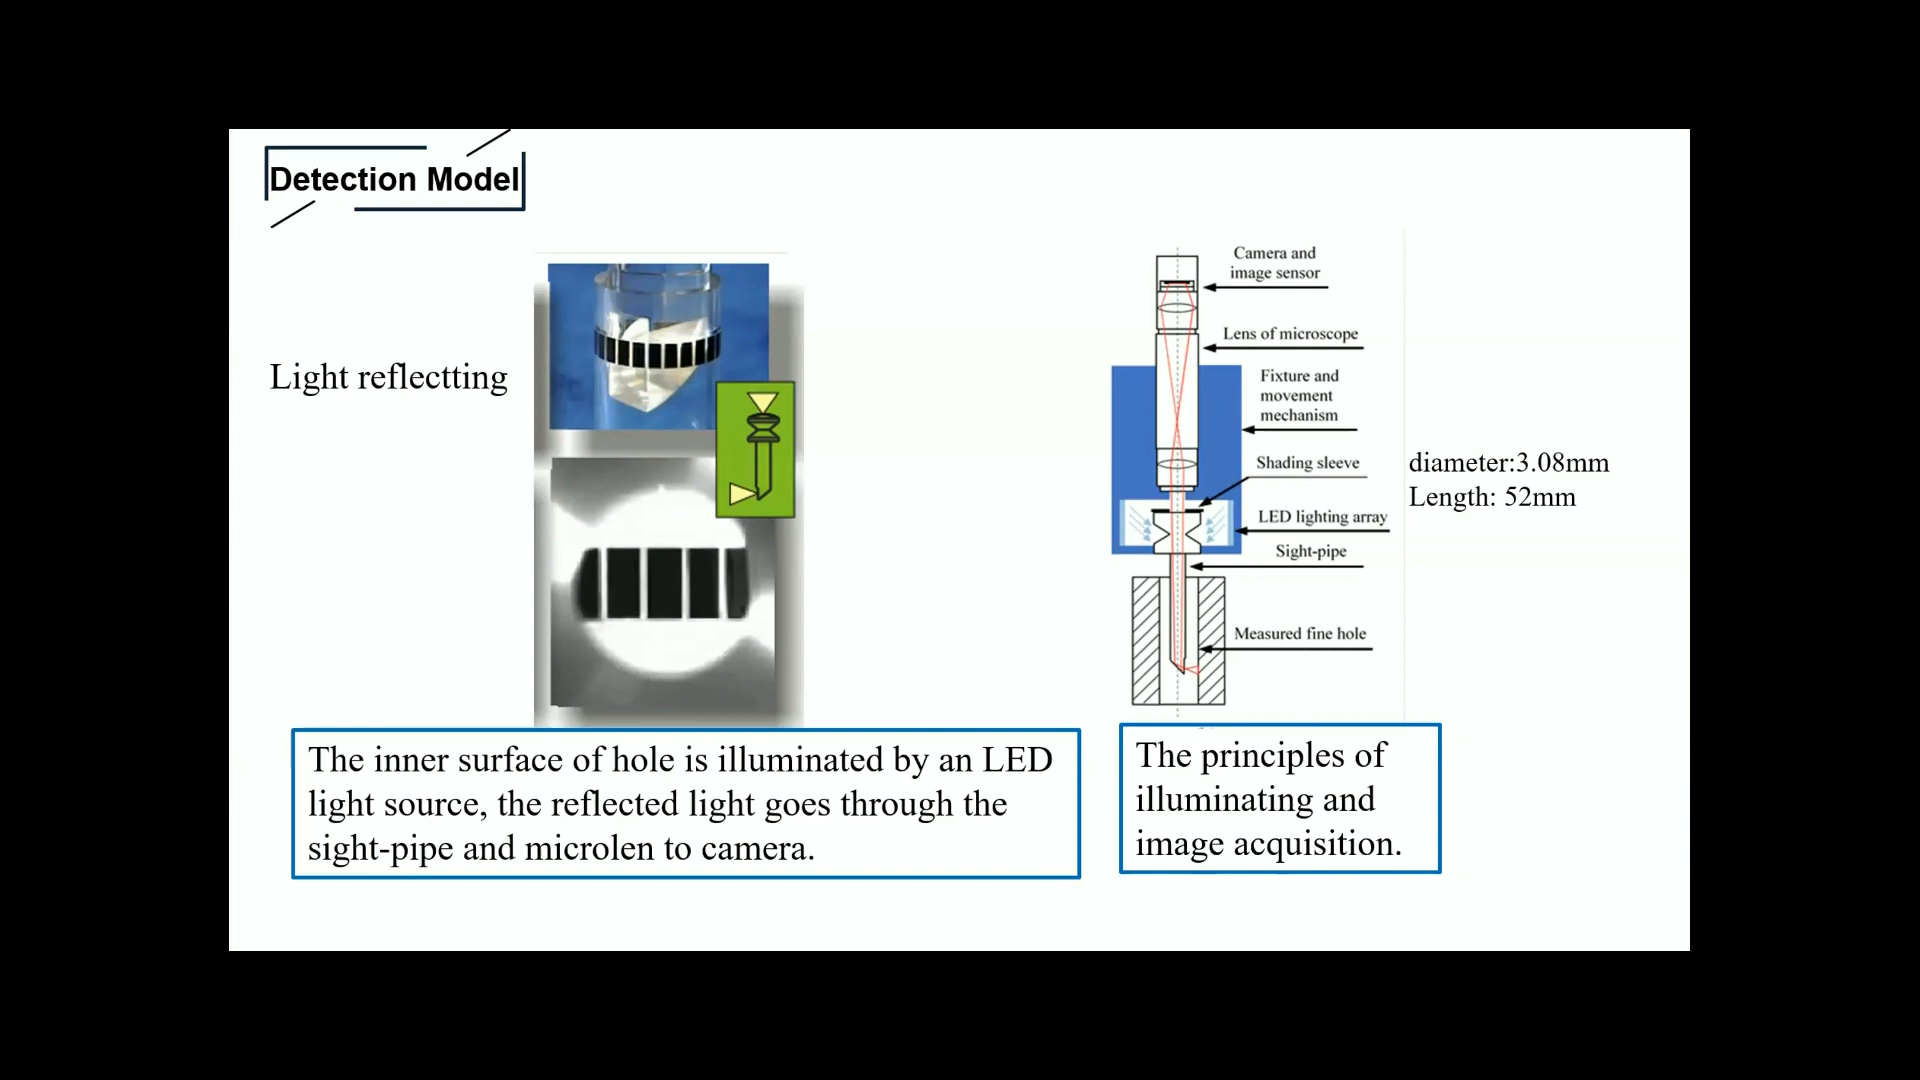 Detection Model
Light reflectting
Camera and
image sensor
Lens of microscope
Fixture and
movement
mechanism
Shading sleeve
LED lighting array
Sight-pipe
Measured fine hole
diameter:3.08mm
Length: 52mm
The inner surface of hole is illuminated by an LED
light source, the reflected light goes through the
sight-pipe and microlen to camera.
The principles of
illuminating and
image acquisition.